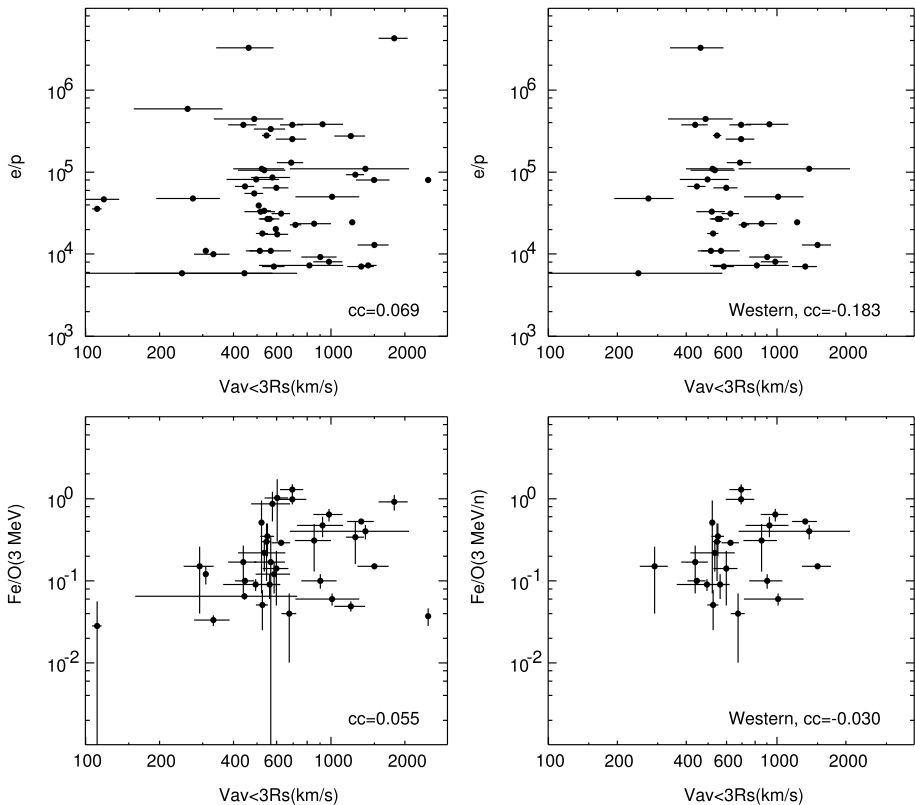 e/p
10^6
10^5
10^4
10^3
cc=0.069
100 200 400 600 1000 2000
Vav<3Rs(km/s)
e/p
10^6
10^5
10^4
10^3
Western, cc=-0.183
100 200 400 600 1000 2000
Vav<3Rs(km/s)
Fe/O(3 MeV)
10^0
10^-1
10^-2
cc=0.055
100 200 400 600 1000 2000
Vav<3Rs(km/s)
Fe/O(3 MeV/n)
10^0
10^-1
10^-2
Western, cc=-0.030
100 200 400 600 1000 2000
Vav<3Rs(km/s)